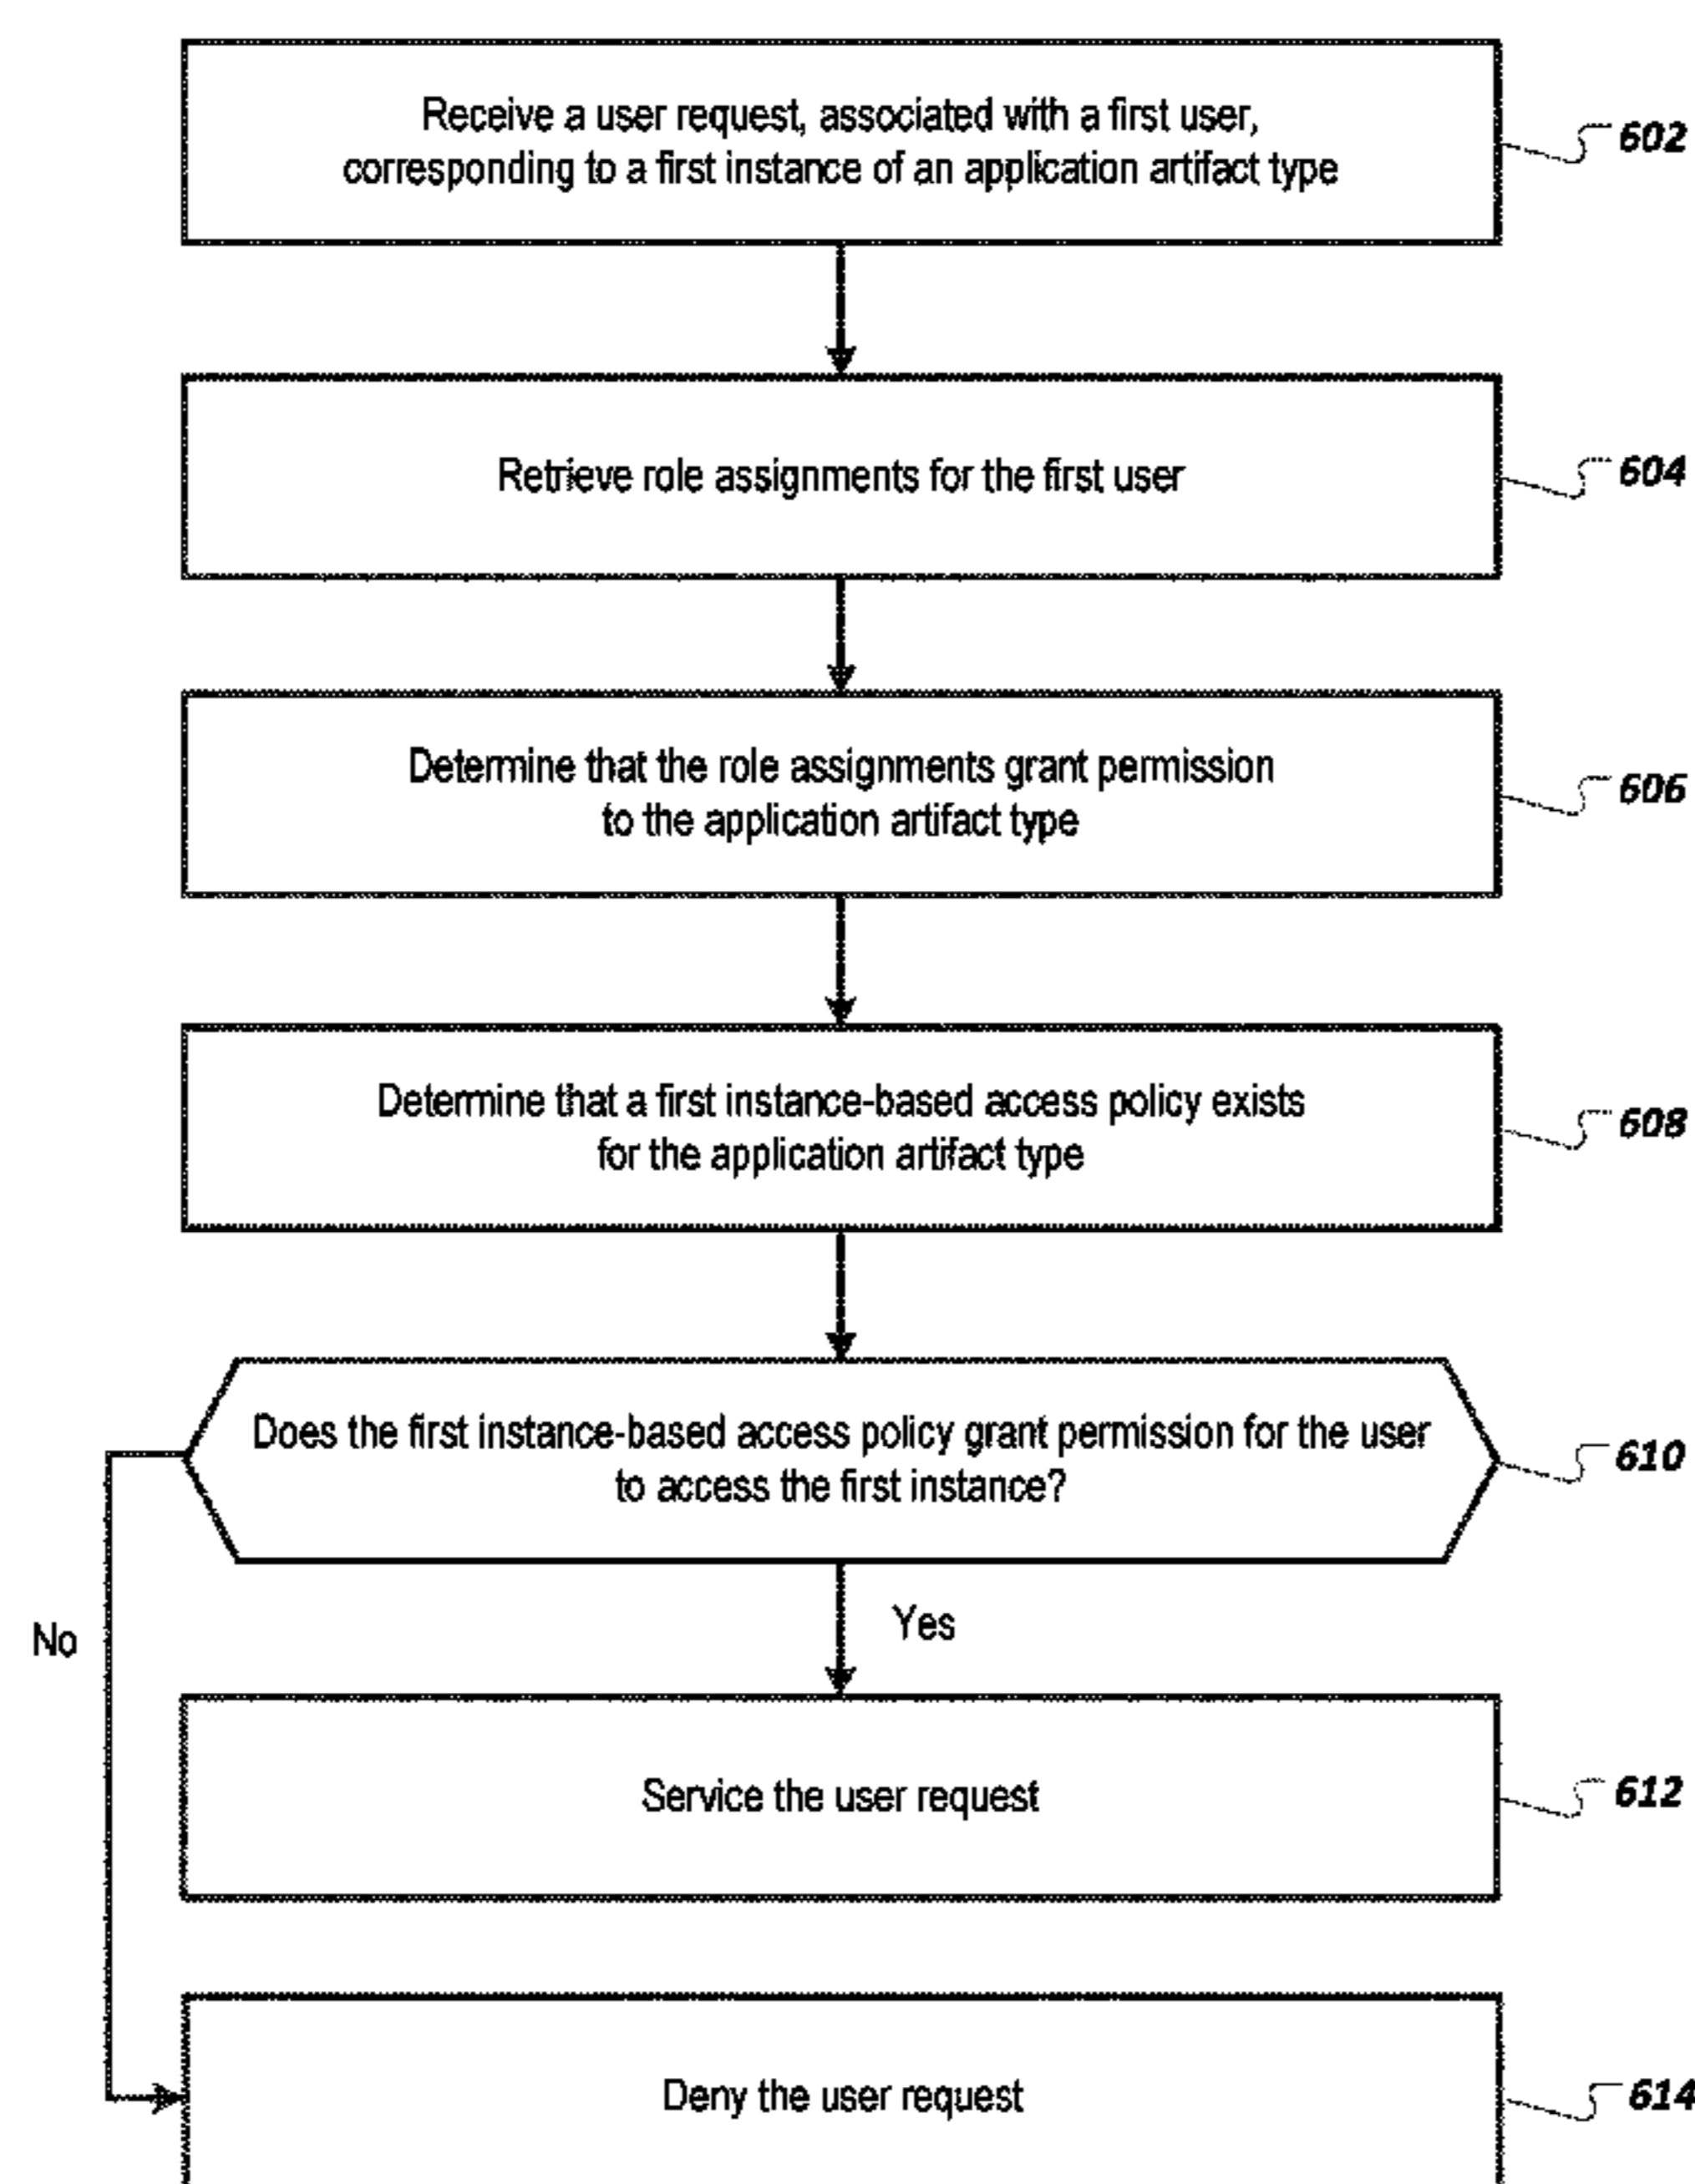 Receive a user request, associated with a first user,
corresponding to a first instance of an application artifact type
602
Retrieve role assignments for the first user
604
Determine that the role assignments grant permission
to the application artifact type
606
Determine that a first instance-based access policy exists
for the application artifact type
608
Does the first instance-based access policy grant permission for the user
to access the first instance?
610
No
Yes
Service the user request
612
Deny the user request
614